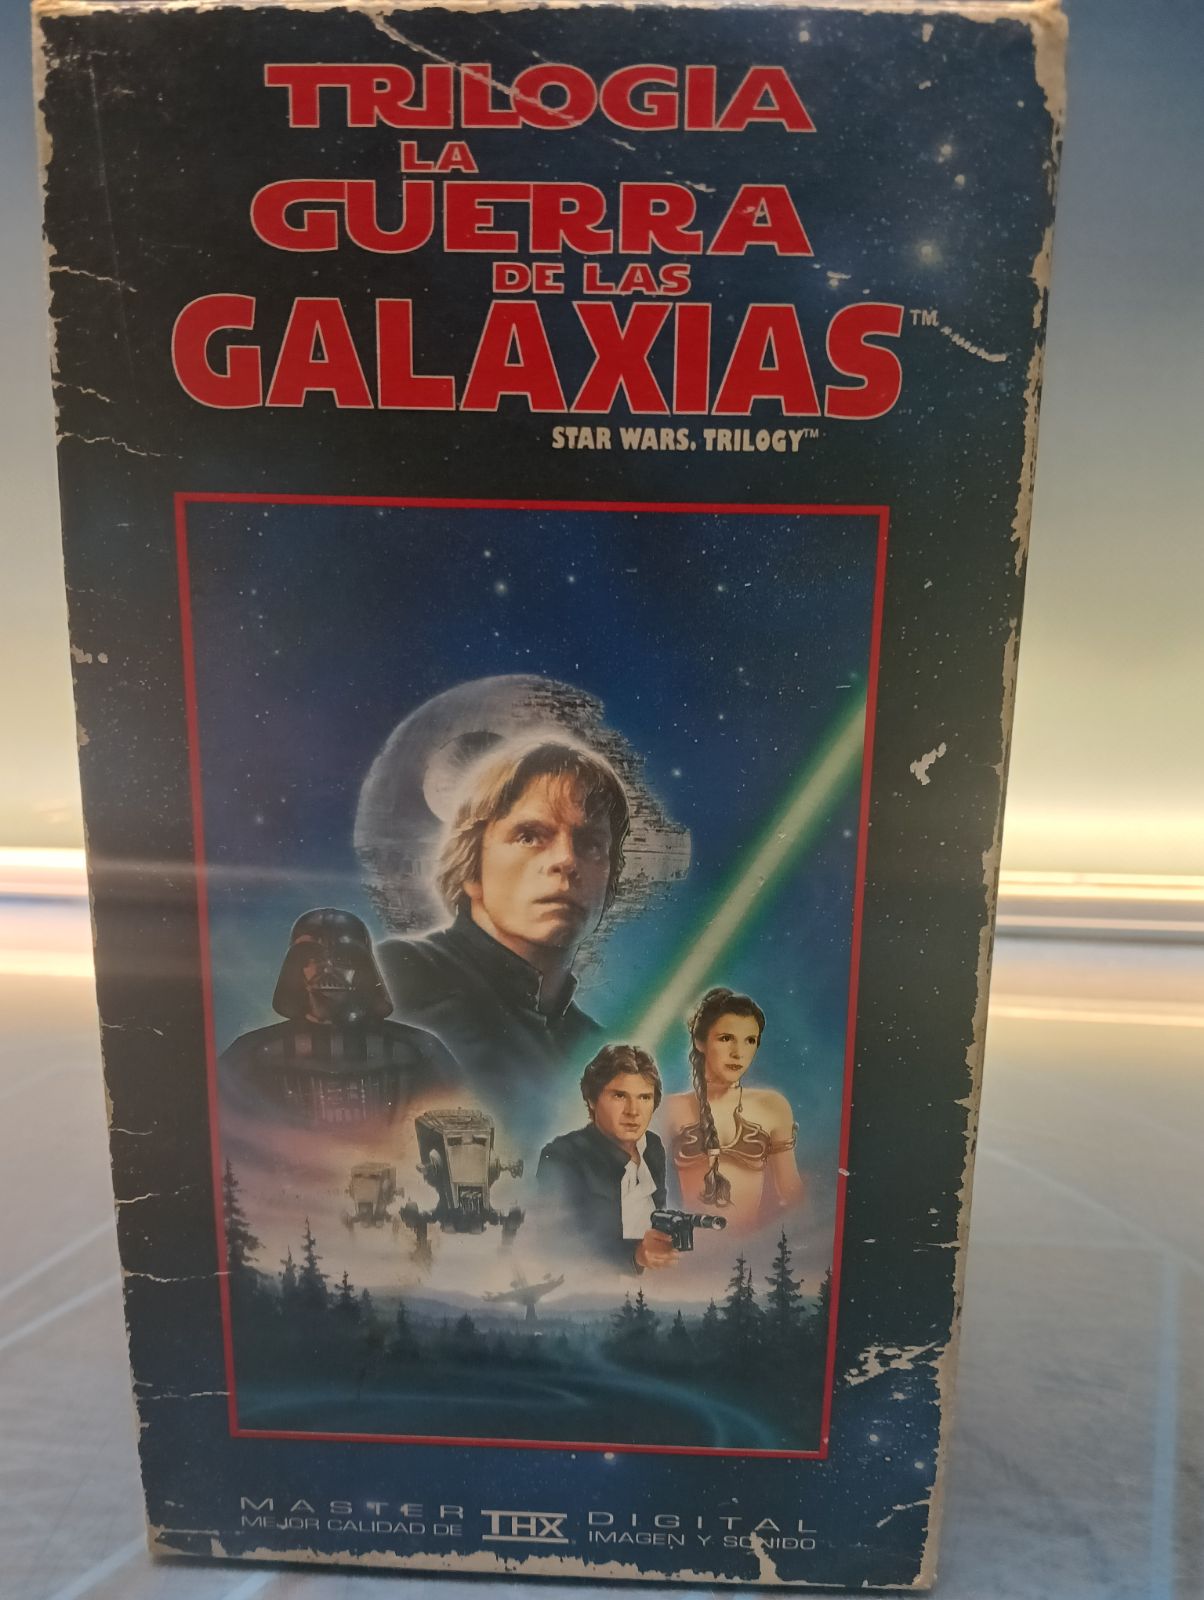 TRILOGIA
LA
GUERRA
DE LAS
GALAXIAS™
STAR WARS. TRILOGY™
MASTER THX DIGITAL
MEJOR CALIDAD DE IMAGEN Y SONIDO